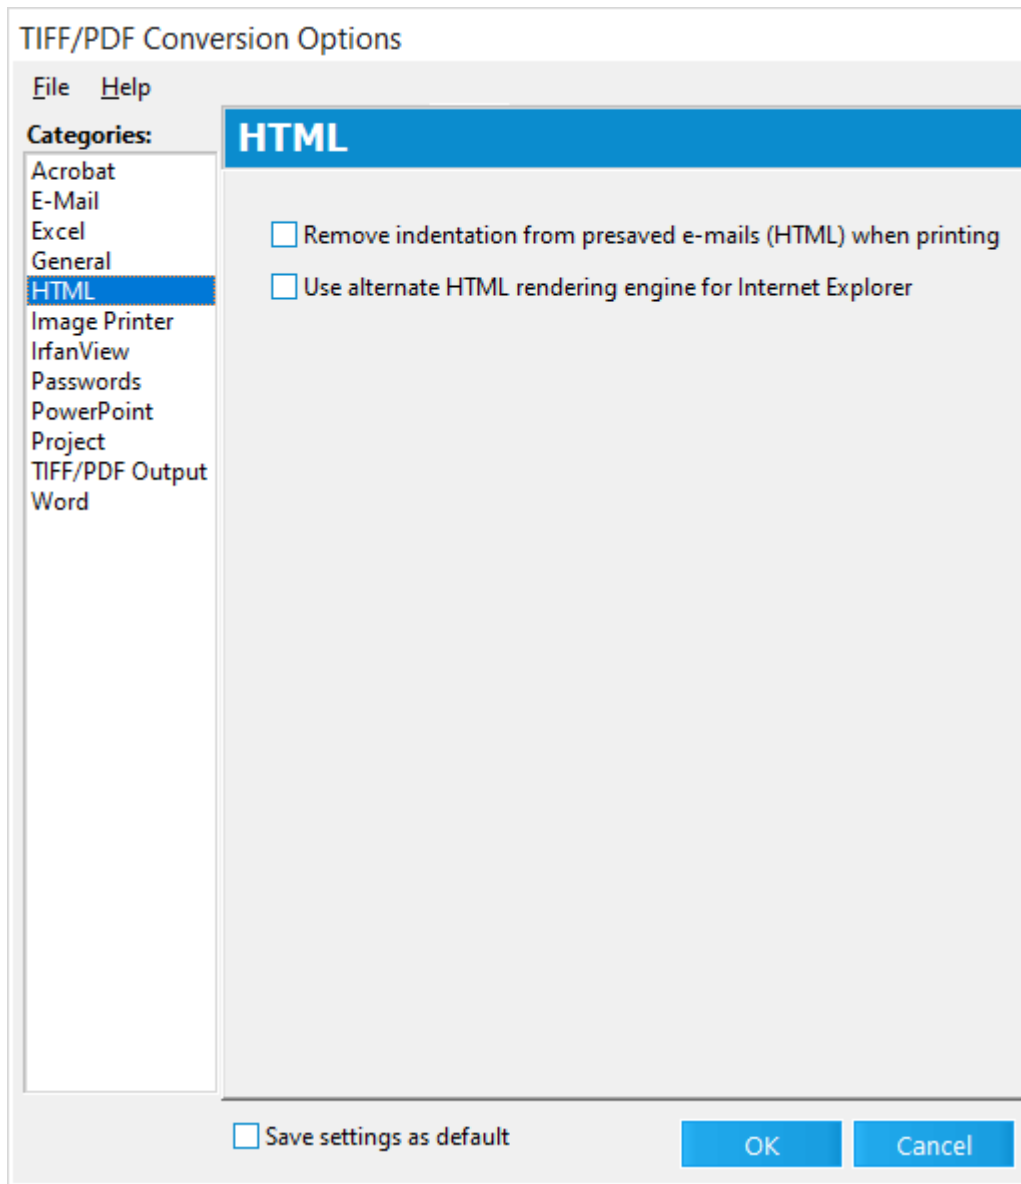 TIFF/PDF Conversion Options
File Help
Categories:
HTML
Acrobat
E-Mail
Excel
General
HTML
Image Printer
IrfanView
Passwords
PowerPoint
Project
TIFF/PDF Output
Word
Remove indentation from presaved e-mails (HTML) when printing
Use alternate HTML rendering engine for Internet Explorer
Save settings as default
OK
Cancel